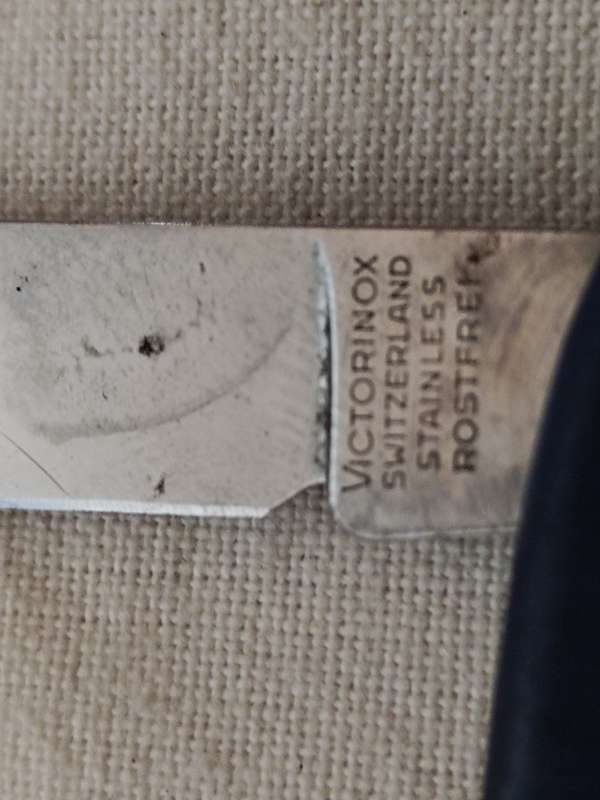 VICTORINOX
SWITZERLAND
STAINLESS
ROSTFREI